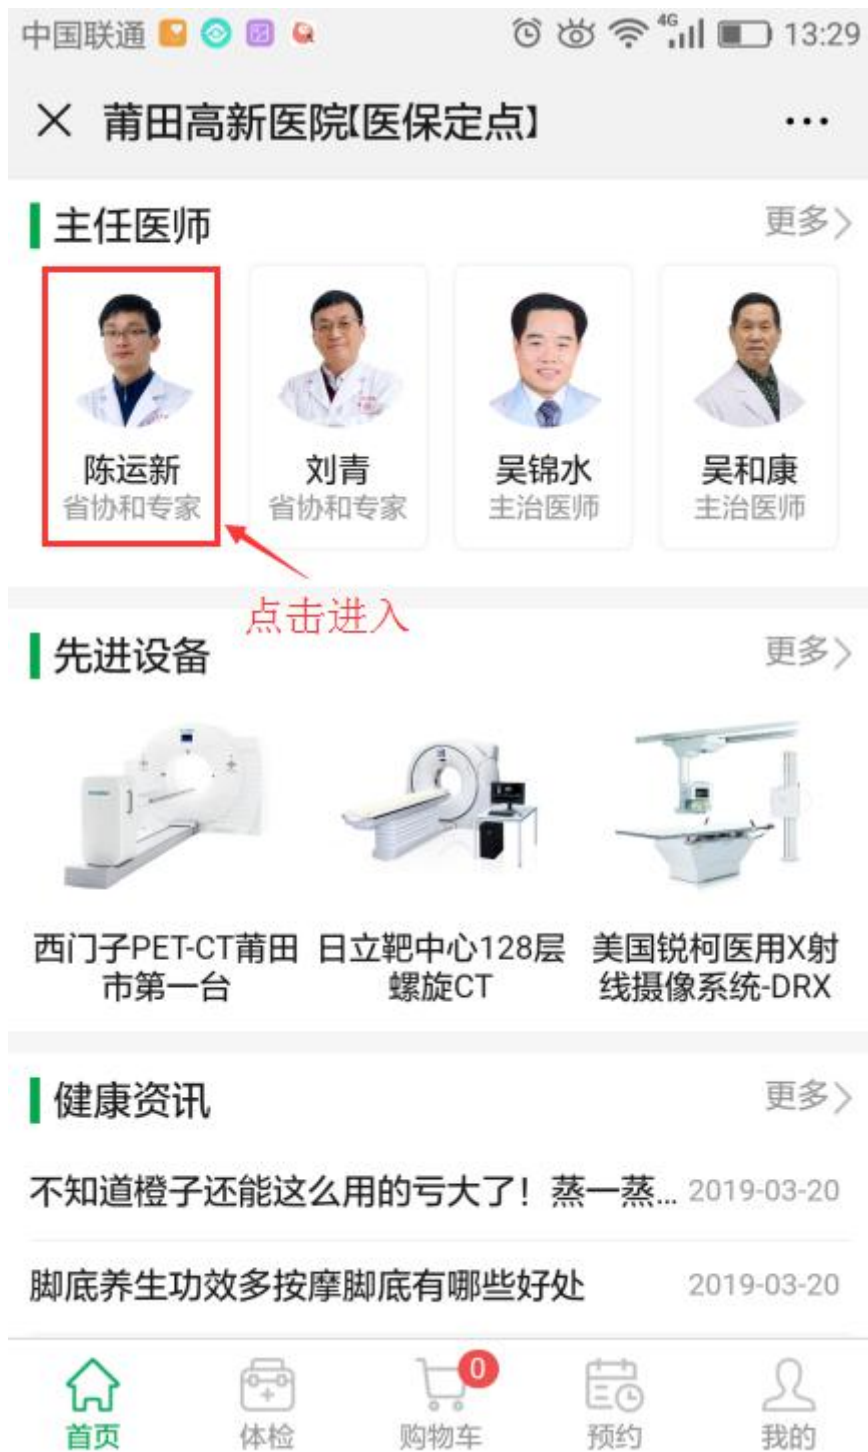 中国联通 4G 13:29
莆田高新医院【医保定点】
主任医师 更多
陈运新 刘青 吴锦水 吴和康
省协和专家 省协和专家 主治医师 主治医师
点击进入
先进设备 更多
西门子PET-CT莆田 日立靶中心128层 美国锐柯医用X射
市第一台 螺旋CT 线摄像系统-DRX
健康资讯 更多
不知道橙子还能这么用的亏大了！蒸一蒸... 2019-03-20
脚底养生功效多按摩脚底有哪些好处 2019-03-20
0
首页 体检 购物车 预约 我的